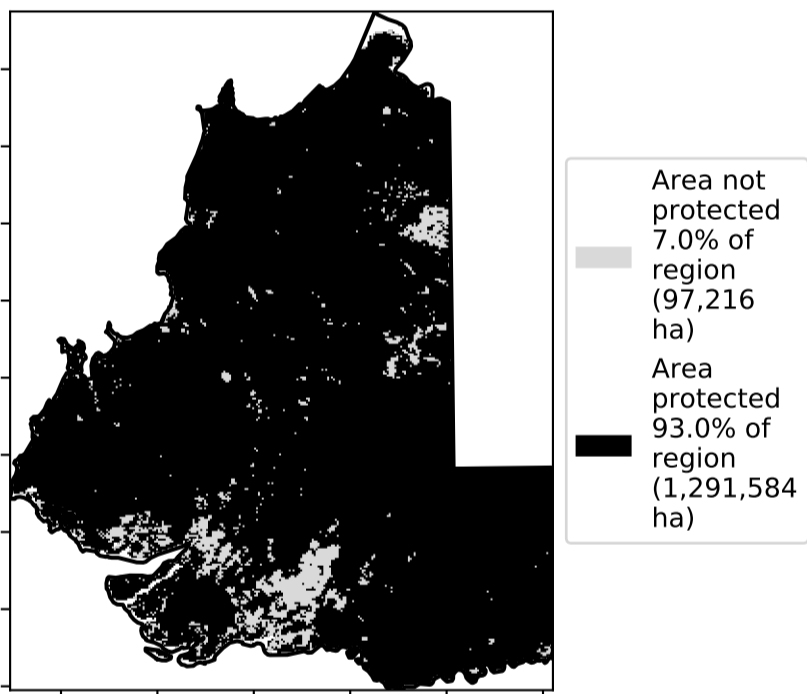 Area not
protected
7.0% of
region
(97,216
ha)
Area
protected
93.0% of
region
(1,291,584
ha)